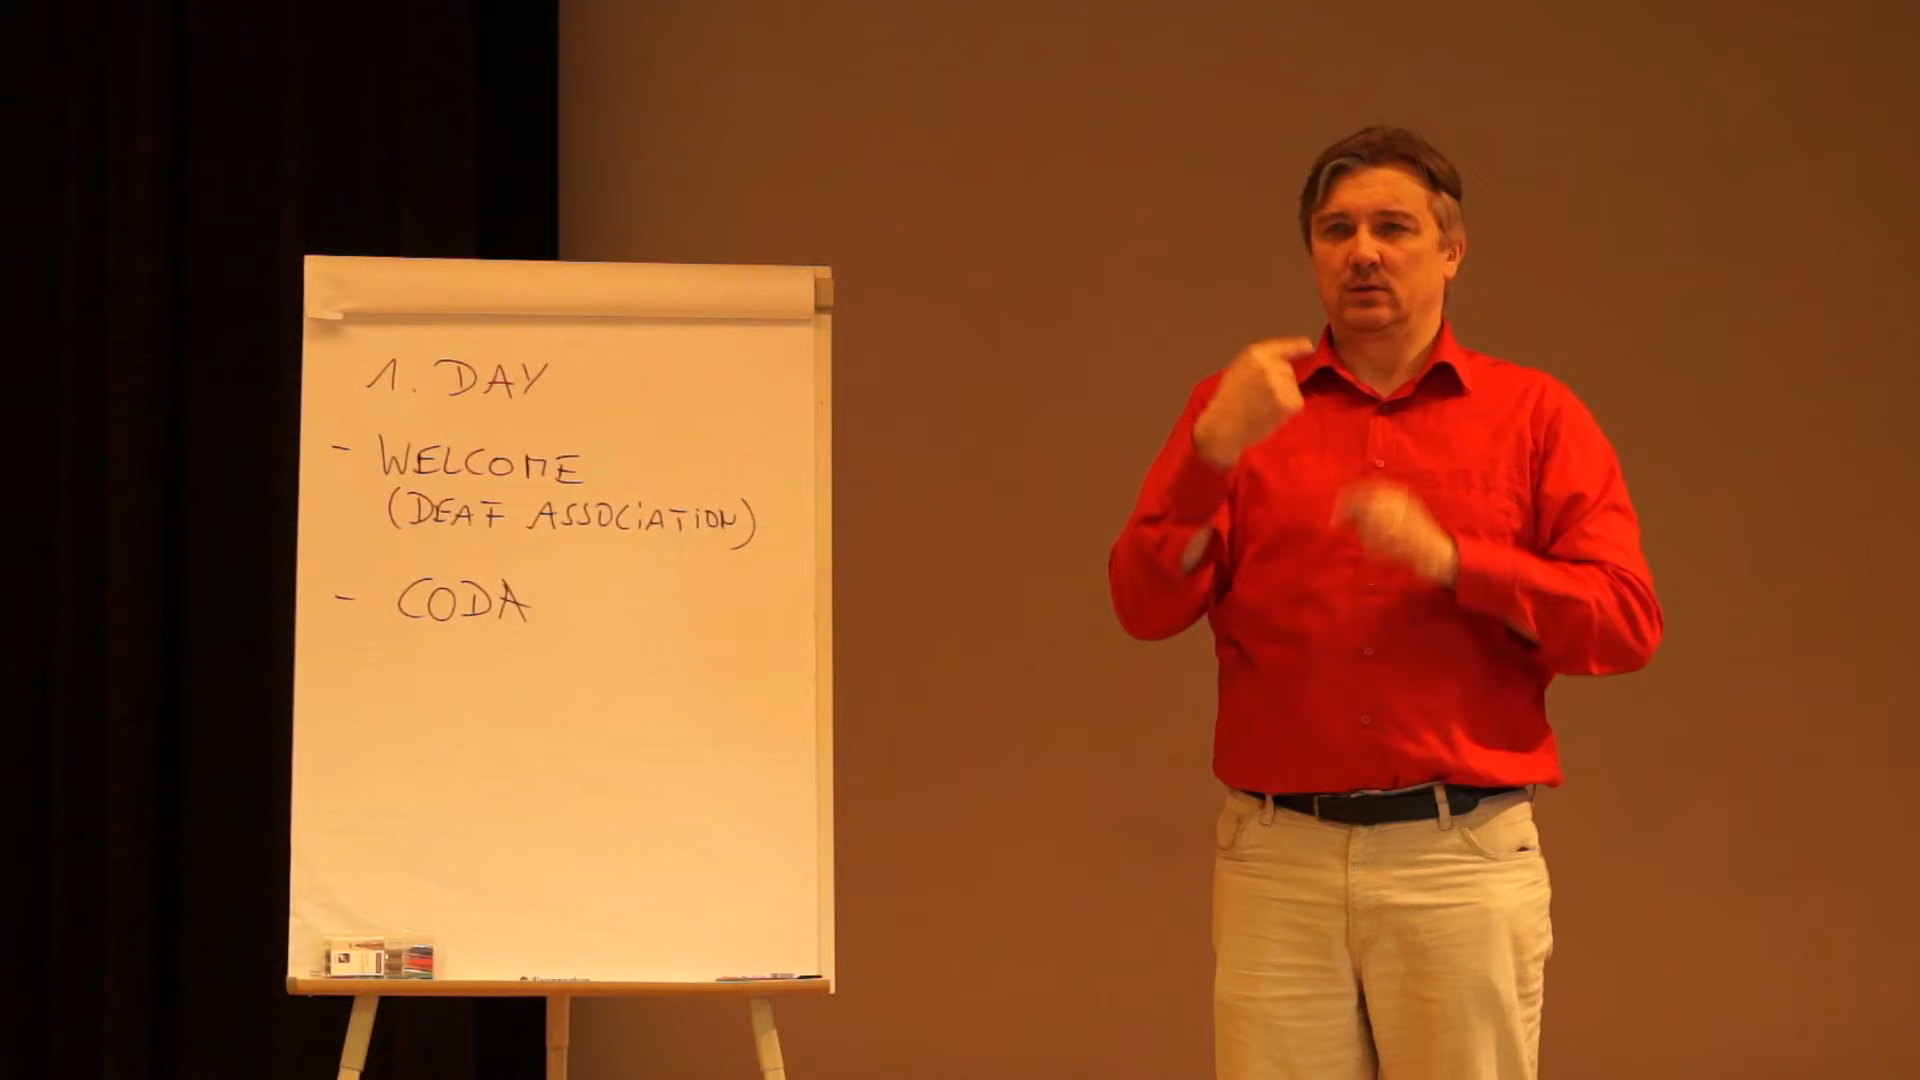 1. DAY
- WELCOME
(DEAF ASSOCIATION)
- CODA